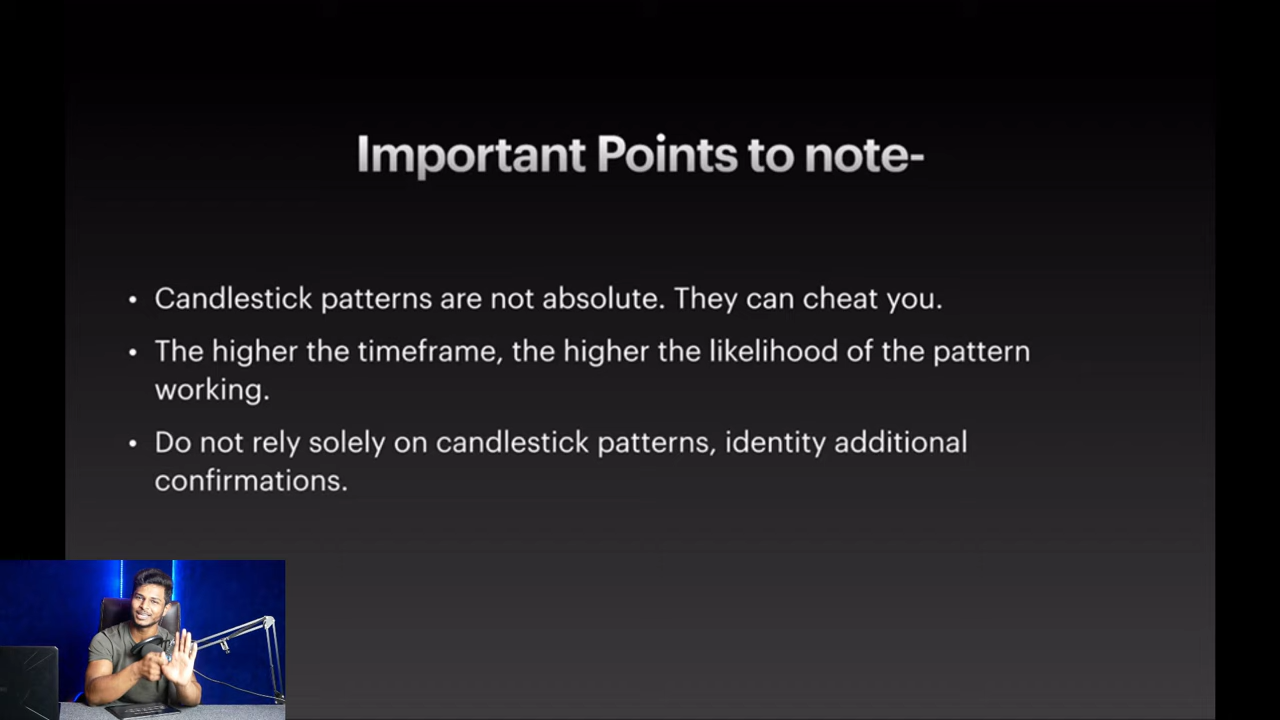 Important Points to note-
• Candlestick patterns are not absolute. They can cheat you.
• The higher the timeframe, the higher the likelihood of the pattern
working.
• Do not rely solely on candlestick patterns, identity additional
confirmations.